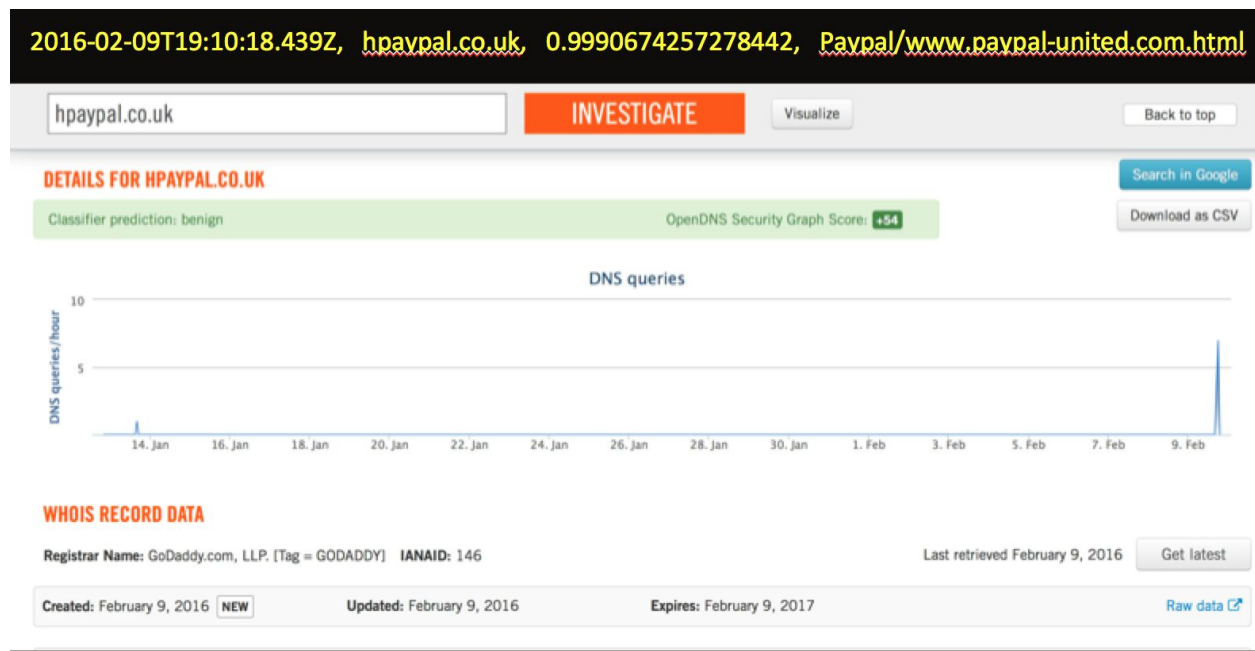 2016-02-09T19:10:18.439Z, hpaypal.co.uk, 0.9990674257278442, Paypal/www.paypal-united.com.html
hpaypal.co.uk INVESTIGATE Visualize Back to top
DETAILS FOR HPAYPAL.CO.UK Search in Google
Classifier prediction: benign OpenDNS Security Graph Score: +54 Download as CSV
DNS queries
DNS queries/hour
10
5
14. Jan 16. Jan 18. Jan 20. Jan 22. Jan 24. Jan 26. Jan 28. Jan 30. Jan 1. Feb 3. Feb 5. Feb 7. Feb 9. Feb
WHOIS RECORD DATA
Registrar Name: GoDaddy.com, LLP. [Tag = GODADDY] IANAID: 146 Last retrieved February 9, 2016 Get latest
Created: February 9, 2016 NEW Updated: February 9, 2016 Expires: February 9, 2017 Raw data